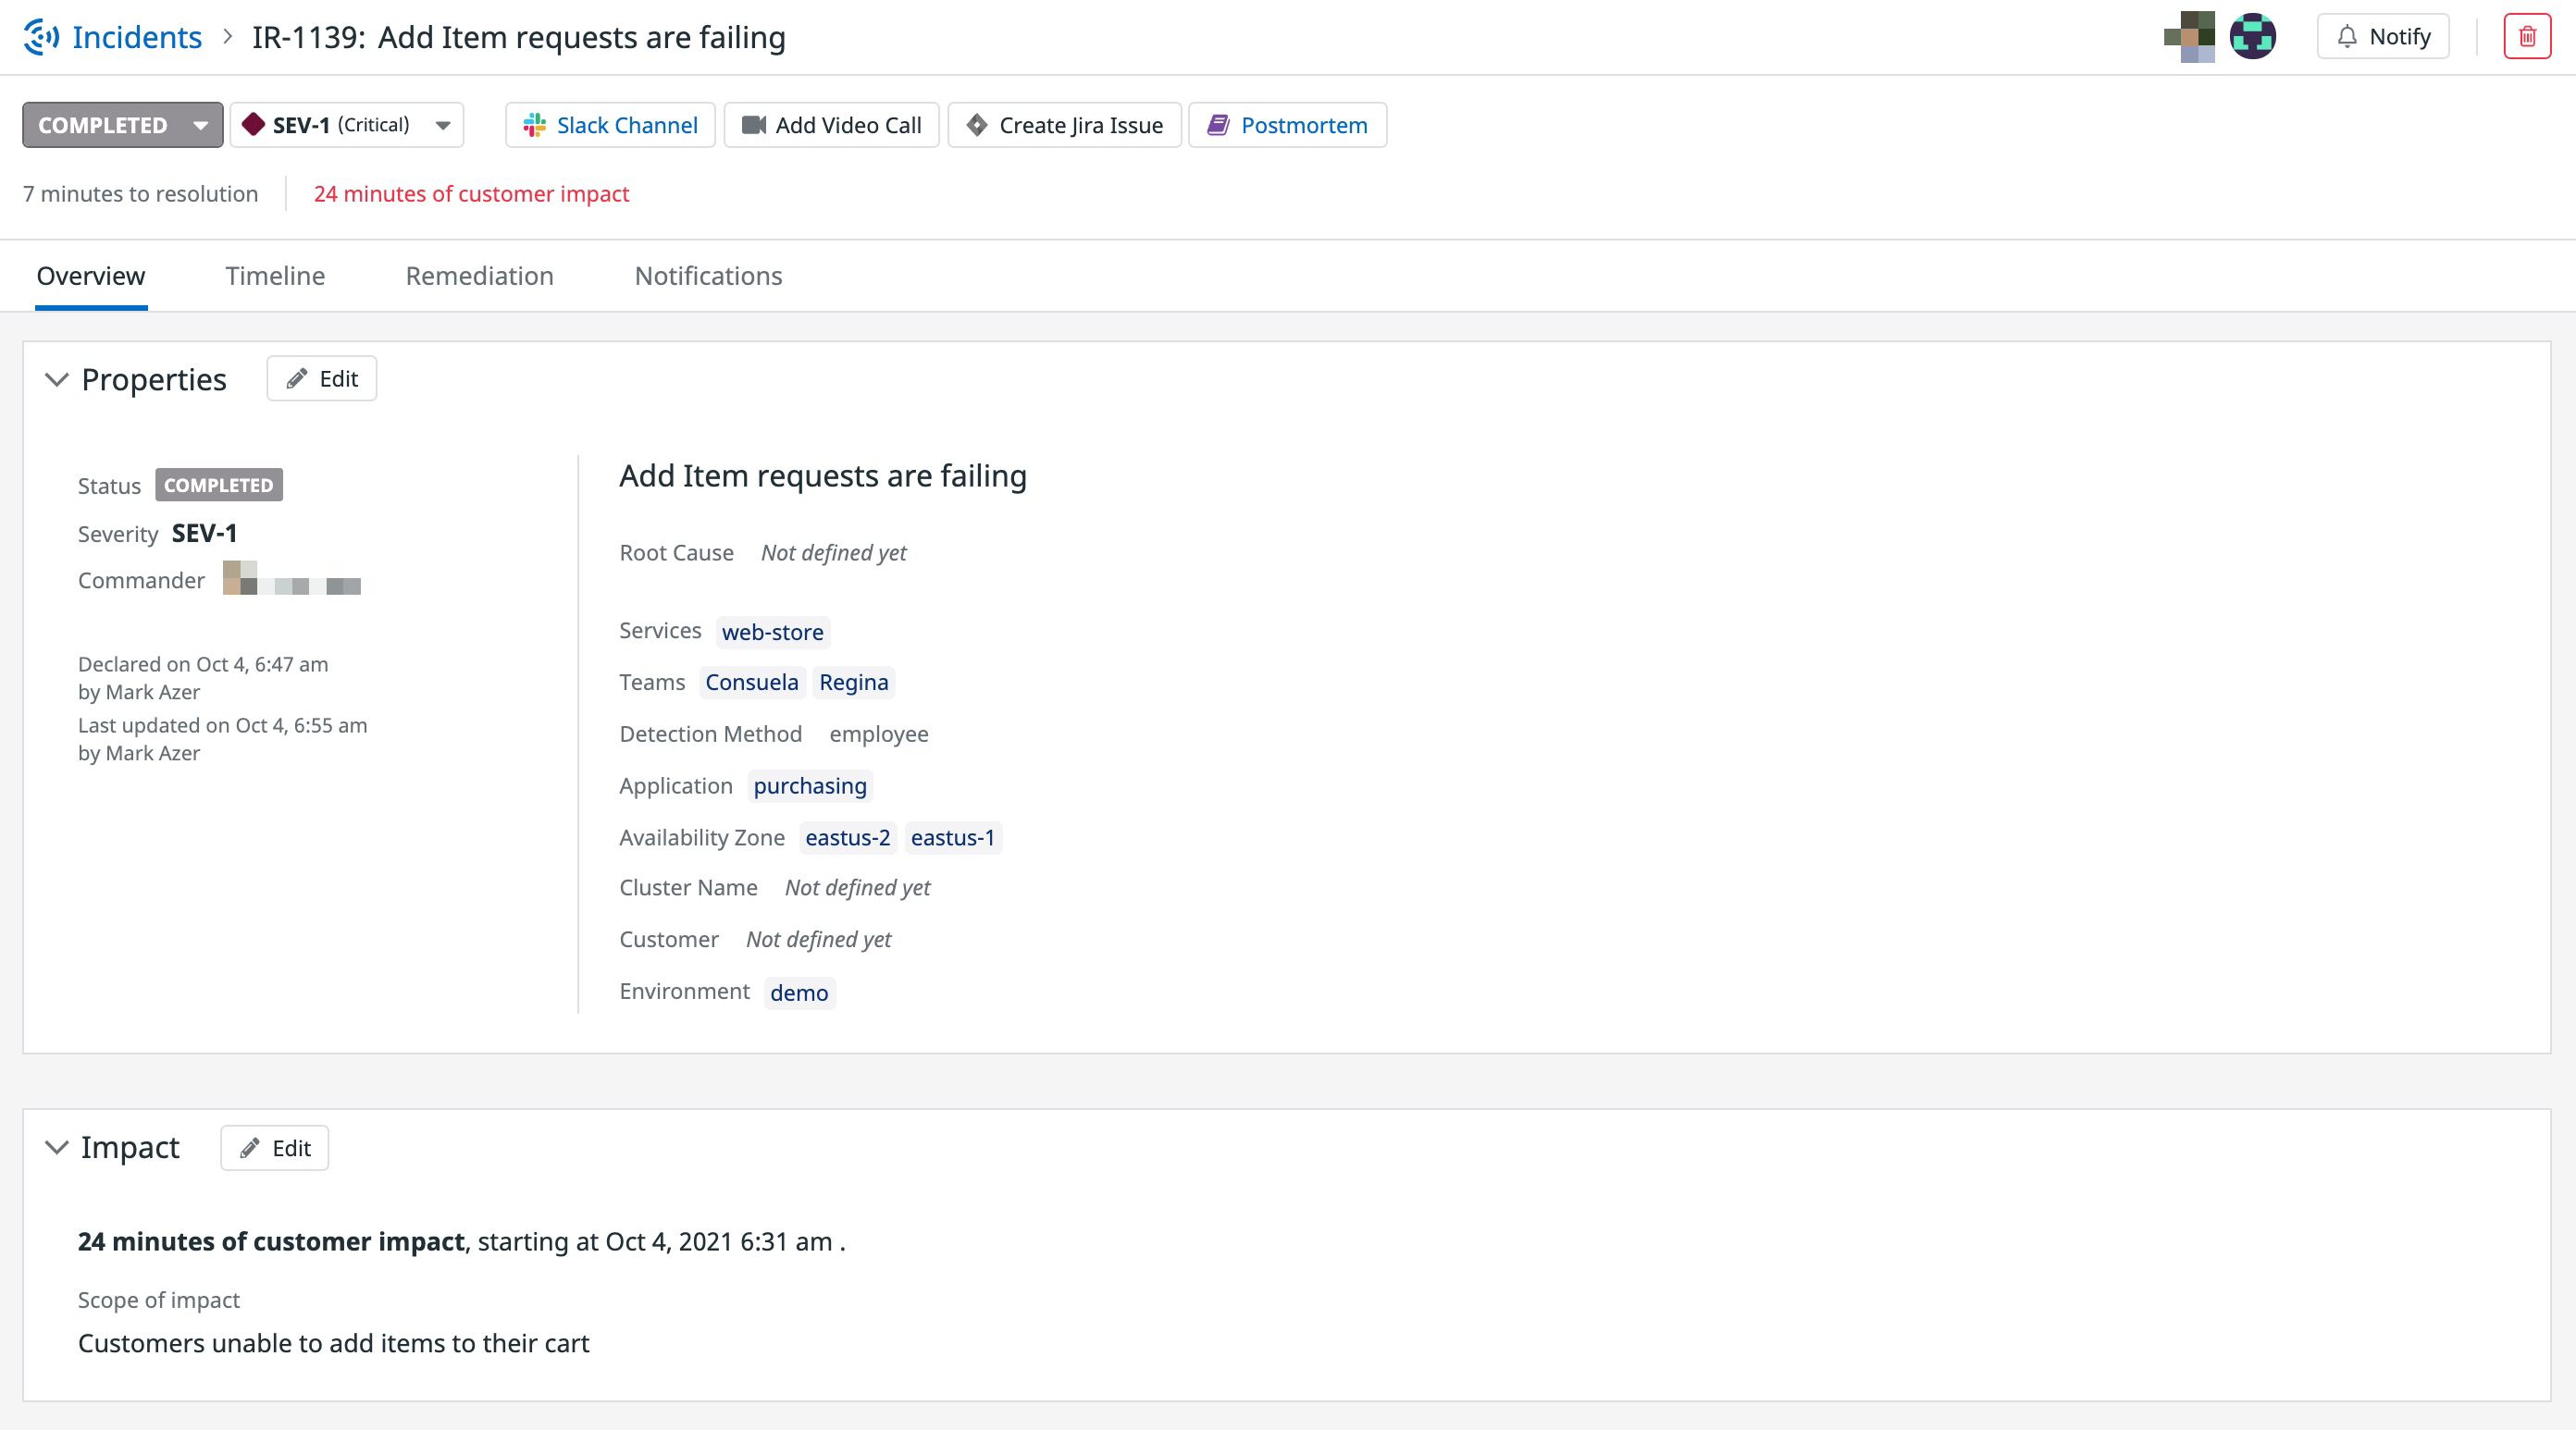 Incidents > IR-1139: Add Item requests are failing
Notify
COMPLETED
SEV-1 (Critical)
Slack Channel
Add Video Call
Create Jira Issue
Postmortem
7 minutes to resolution
24 minutes of customer impact
Overview
Timeline
Remediation
Notifications
Properties
Edit
Status COMPLETED
Severity SEV-1
Commander
Declared on Oct 4, 6:47 am
by Mark Azer
Last updated on Oct 4, 6:55 am
by Mark Azer
Add Item requests are failing
Root Cause Not defined yet
Services web-store
Teams Consuela Regina
Detection Method employee
Application purchasing
Availability Zone eastus-2 eastus-1
Cluster Name Not defined yet
Customer Not defined yet
Environment demo
Impact
Edit
24 minutes of customer impact, starting at Oct 4, 2021 6:31 am .
Scope of impact
Customers unable to add items to their cart